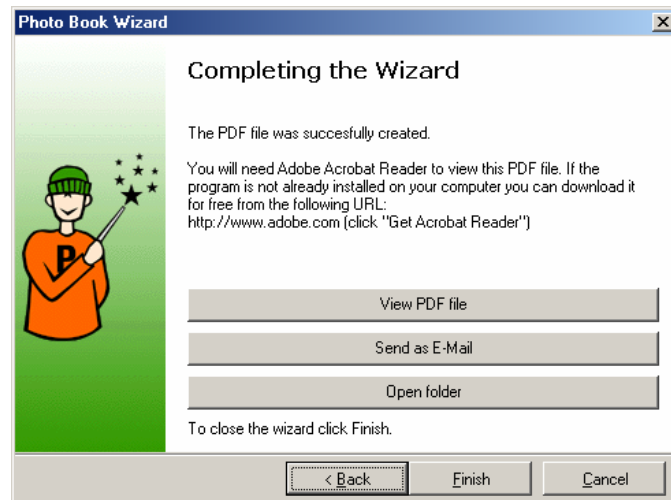 Photo Book Wizard
Completing the Wizard
The PDF file was succesfully created.
You will need Adobe Acrobat Reader to view this PDF file. If the
program is not already installed on your computer you can download it
for free from the following URL:
http://www.adobe.com (click "Get Acrobat Reader")
P
View PDF file
Send as E-Mail
Open folder
To close the wizard click Finish.
< Back
Finish
Cancel